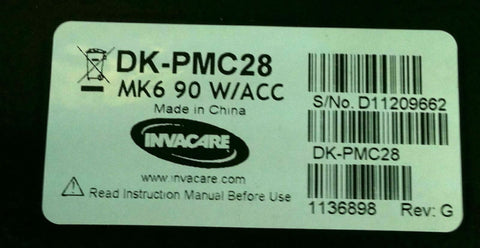 DK-PMC28
MK6 90 W/ACC
Made in China
INVACARE
www.invacare.com
Read Instruction Manual Before Use
S/No. D11209662
DK-PMC28
1136898 Rev: G